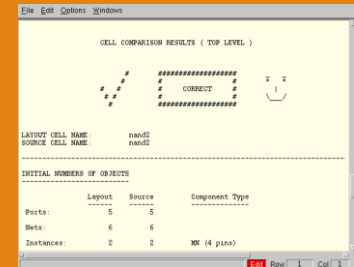 File Edit Options Windows
CELL COMPARISON RESULTS ( TOP LEVEL )
# ################### _ _
# # # * *
# # # CORRECT # |
# # # # \___/
# ###################
LAYOUT CELL NAME: nand2
SOURCE CELL NAME: nand2
INITIAL NUMBERS OF OBJECTS
Layout Source Component Type
Ports: 5 5
Nets: 6 6
Instances: 2 2 MN (4 pins)
Edit Row 1 Col 1